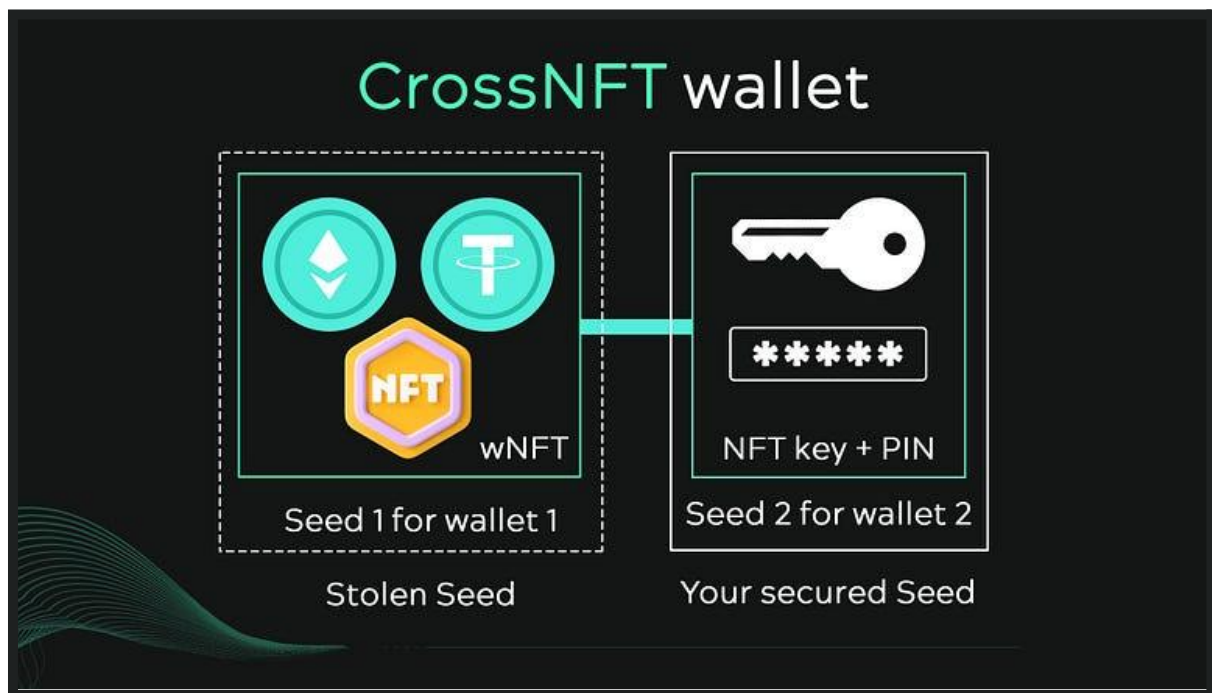 CrossNFT wallet
NFT
wNFT
Seed 1 for wallet 1
Stolen Seed
*****
NFT key + PIN
Seed 2 for wallet 2
Your secured Seed